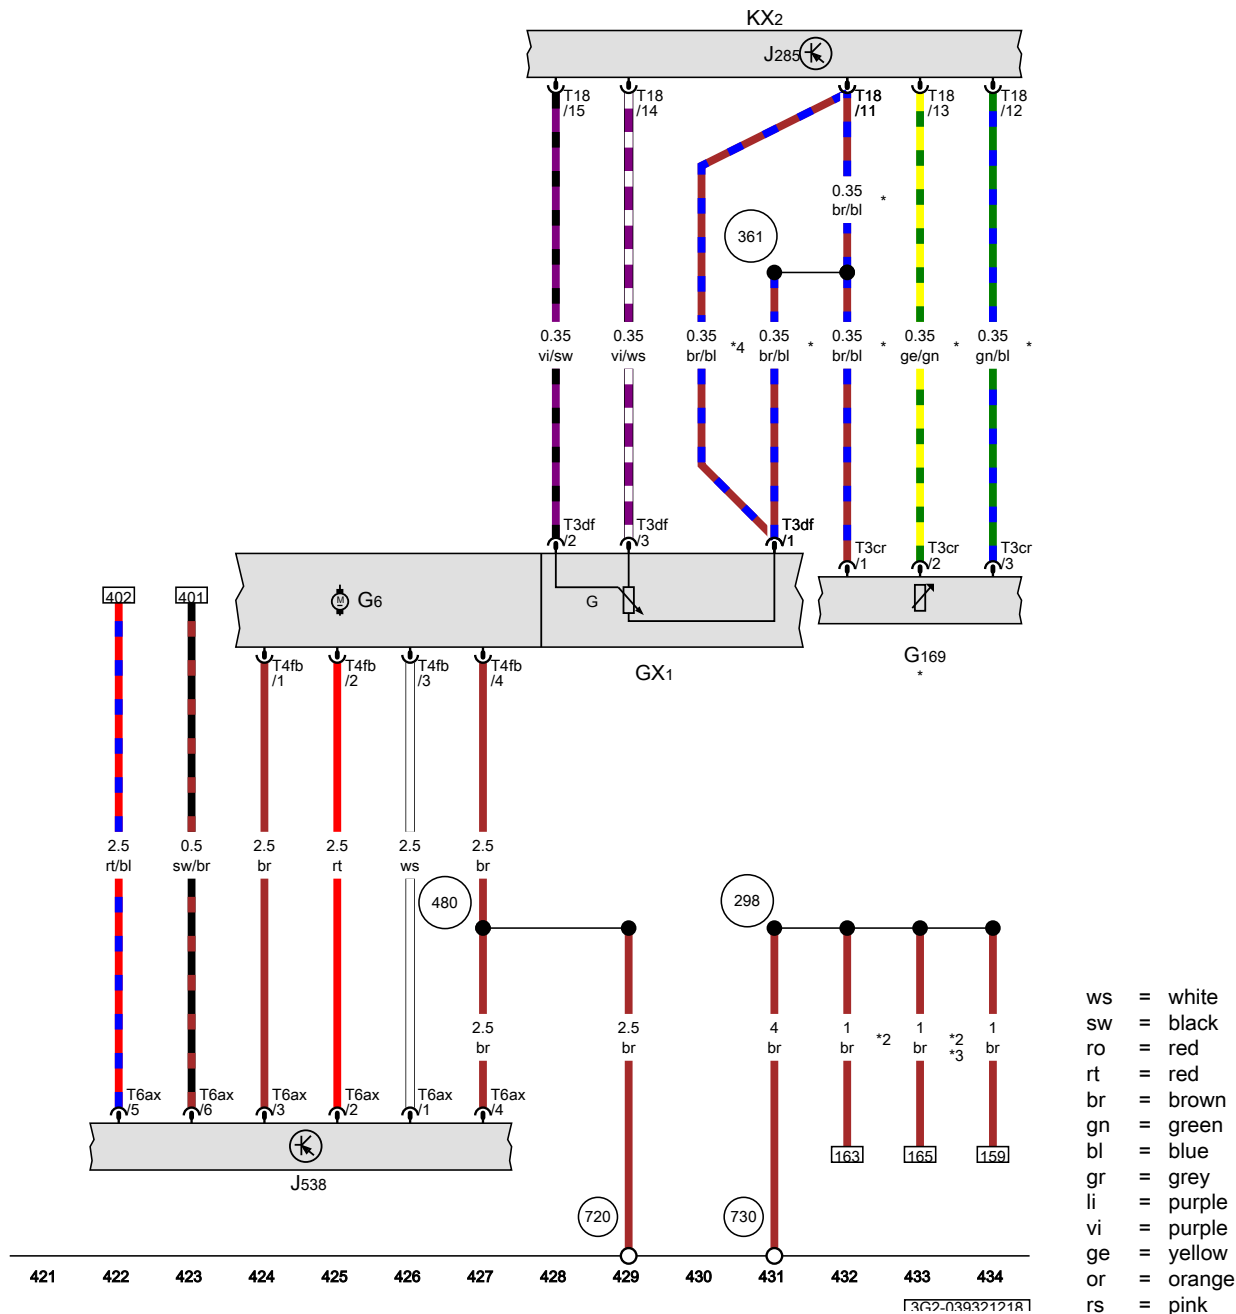 KX2
J285
T18 /15
T18 /14
T18 /11
T18 /13
T18 /12
0.35 br/bl *
361
0.35 vi/sw
0.35 vi/ws
0.35 br/bl *4
0.35 br/bl *
0.35 br/bl *
0.35 ge/gn *
0.35 gn/bl *
T3df /2
T3df /3
T3df /1
T3cr /1
T3cr /2
T3cr /3
402
401
M
G6
G
GX1
G169
*
T4fb /1
T4fb /2
T4fb /3
T4fb /4
2.5 rt/bl
0.5 sw/br
2.5 br
2.5 rt
2.5 ws
2.5 br
480
298
2.5 br
2.5 br
4 br
1 br *2
1 br *2 *3
1 br
T6ax /5
T6ax /6
T6ax /3
T6ax /2
T6ax /1
T6ax /4
J538
163
165
159
720
730
421 422 423 424 425 426 427 428 429 430 431 432 433 434
3G2-039321218
ws = white
sw = black
ro = red
rt = red
br = brown
gn = green
bl = blue
gr = grey
li = purple
vi = purple
ge = yellow
or = orange
rs = pink